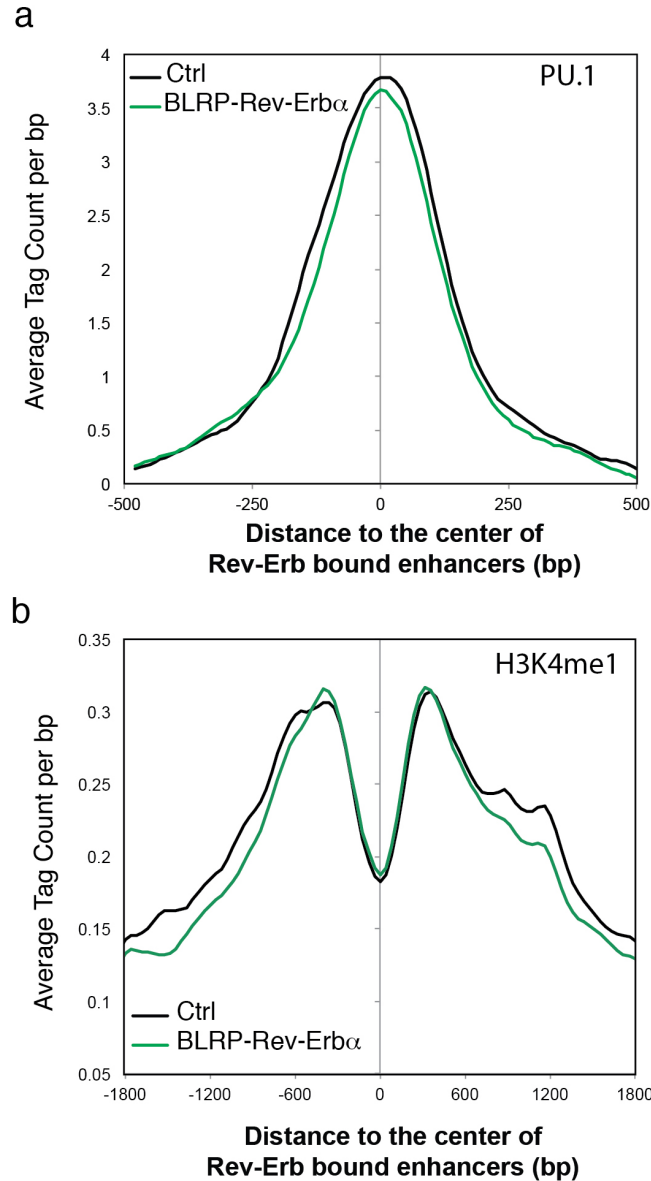 a
4
3.5
3
2.5
2
1.5
1
0.5
0
Average Tag Count per bp
Ctrl
BLRP-Rev-Erbα
PU.1
-500
-250
0
250
500
Distance to the center of
Rev-Erb bound enhancers (bp)
b
0.35
0.3
0.25
0.2
0.15
0.1
0.05
Average Tag Count per bp
H3K4me1
Ctrl
BLRP-Rev-Erbα
-1800
-1200
-600
0
600
1200
1800
Distance to the center of
Rev-Erb bound enhancers (bp)